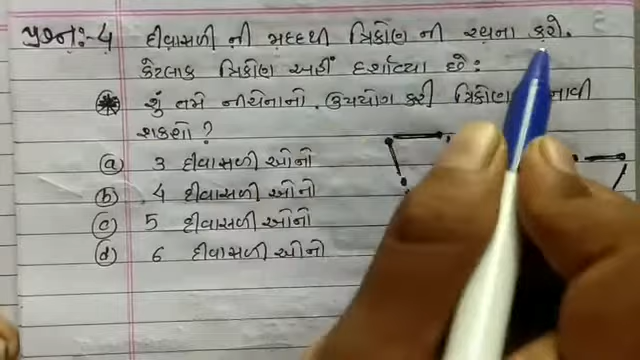 પ્રશ્ન:- ૪ દીવાસળી ની મદદથી ત્રિકોણ ની રચના કરો.
કેટલાક ત્રિકોણ અહીં દર્શાવ્યા છે:
શું તમે નીચેનાનો ઉપયોગ કરી ત્રિકોણ નાવી
શકશો ?
(a) 3 દીવાસળી ઓનો
(b) 4 દીવાસળી ઓનો
(c) 5 દીવાસળી ઓનો
(d) 6 દીવાસળી ઓનો